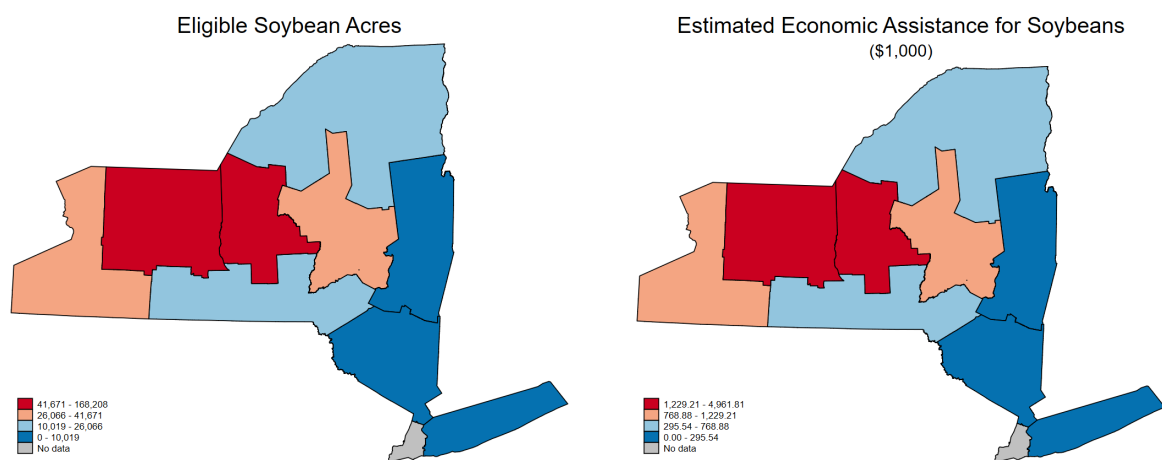 Eligible Soybean Acres
41,671 - 168,208
26,066 - 41,671
10,019 - 26,066
0 - 10,019
No data
Estimated Economic Assistance for Soybeans
($1,000)
1,229.21 - 4,961.81
768.88 - 1,229.21
295.54 - 768.88
0.00 - 295.54
No data